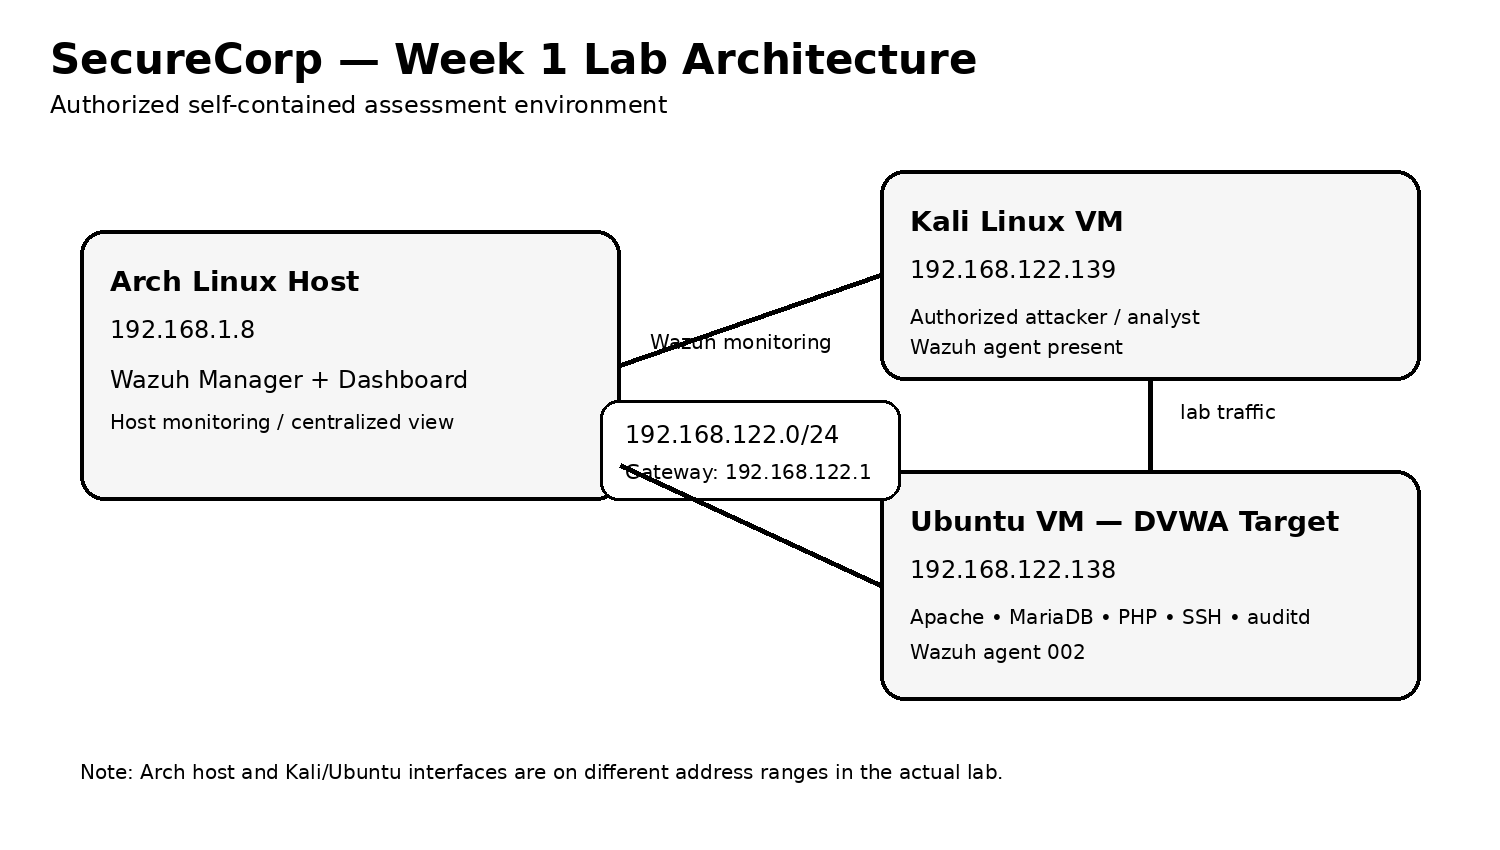 SecureCorp — Week 1 Lab Architecture
Authorized self-contained assessment environment
Arch Linux Host
192.168.1.8
Wazuh Manager + Dashboard
Host monitoring / centralized view
Wazuh monitoring
Kali Linux VM
192.168.122.139
Authorized attacker / analyst
Wazuh agent present
lab traffic
192.168.122.0/24
Gateway: 192.168.122.1
Ubuntu VM — DVWA Target
192.168.122.138
Apache • MariaDB • PHP • SSH • auditd
Wazuh agent 002
Note: Arch host and Kali/Ubuntu interfaces are on different address ranges in the actual lab.